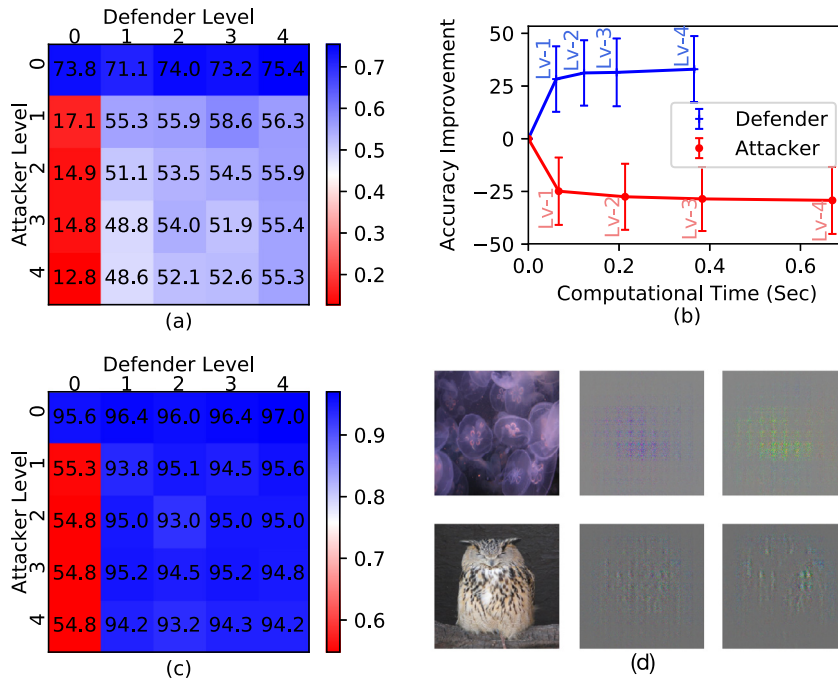 Defender Level
0 1 2 3 4
Attacker Level
0 73.8 71.1 74.0 73.2 75.4
1 17.1 55.3 55.9 58.6 56.3
2 14.9 51.1 53.5 54.5 55.9
3 14.8 48.8 54.0 51.9 55.4
4 12.8 48.6 52.1 52.6 55.3
0.7
0.6
0.5
0.4
0.3
0.2
(a)
Accuracy Improvement
50
25
0
−25
−50
Lv-1
Lv-2
Lv-3
Lv-4
Defender
Attacker
Lv-1
Lv-2
Lv-3
Lv-4
0.0 0.2 0.4 0.6
Computational Time (Sec)
(b)
Defender Level
0 1 2 3 4
Attacker Level
0 95.6 96.4 96.0 96.4 97.0
1 55.3 93.8 95.1 94.5 95.6
2 54.8 95.0 93.0 95.0 95.0
3 54.8 95.2 94.5 95.2 94.8
4 54.8 94.2 93.2 94.3 94.2
0.9
0.8
0.7
0.6
(c)
(d)